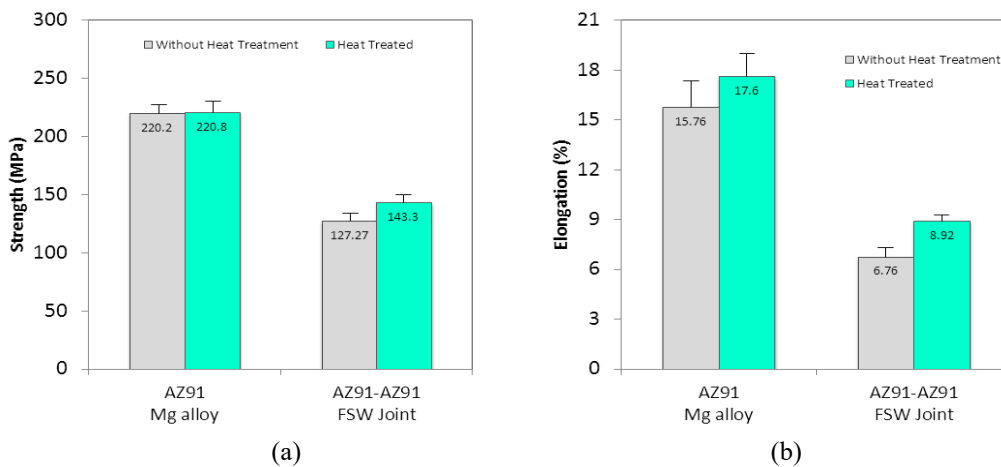 300
250
200
150
100
50
0
Strength (MPa)
Without Heat Treatment
Heat Treated
220.2
220.8
127.27
143.3
AZ91
Mg alloy
AZ91-AZ91
FSW Joint
(a)
21
18
15
12
9
6
3
0
Elongation (%)
Without Heat Treatment
Heat Treated
15.76
17.6
6.76
8.92
AZ91
Mg alloy
AZ91-AZ91
FSW Joint
(b)